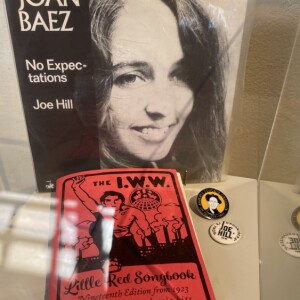 JOAN
BAEZ
No Expec-
tations
Joe Hill
THE I.W.W.
Little Red Songbook
Nineteenth Edition from 1923
JOE
HILL